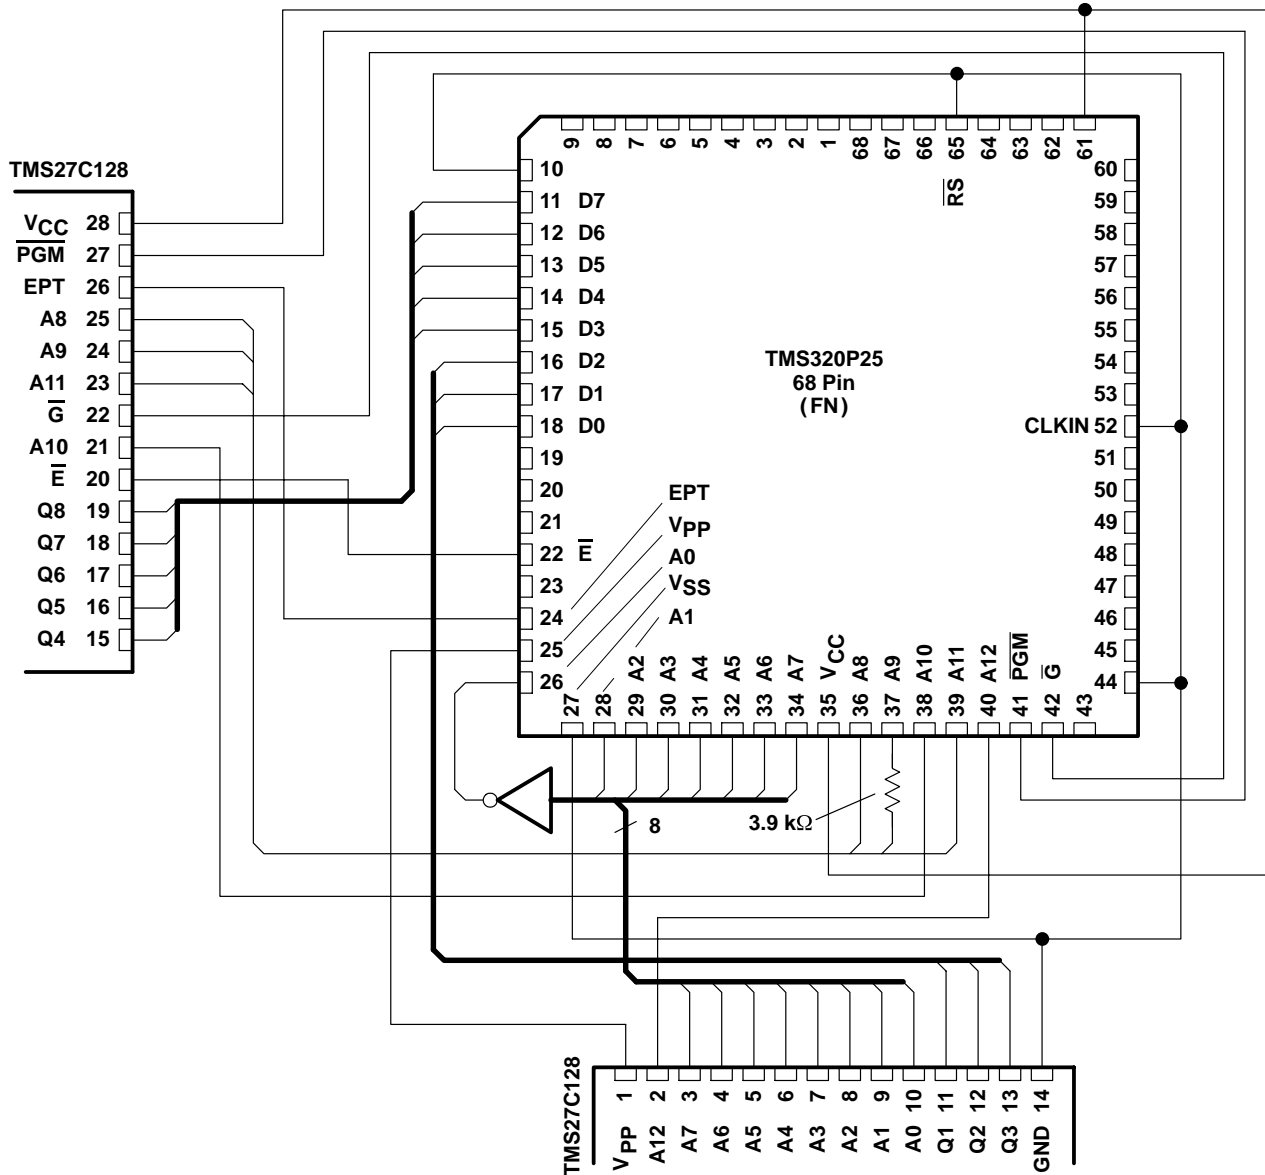 9 8 7 6 5 4 3 2 1 68 67 66 65 64 63 62 61
R̅S̅
TMS27C128
VCC 28
P̅G̅M̅ 27
EPT 26
A8 25
A9 24
A11 23
G̅ 22
A10 21
E̅ 20
Q8 19
Q7 18
Q6 17
Q5 16
Q4 15
10
11 D7
12 D6
13 D5
14 D4
15 D3
16 D2
17 D1
18 D0
19
20
21
22 E̅
23
24
25
26
EPT
VPP
A0
VSS
A1
TMS320P25
68 Pin
(FN)
60
59
58
57
56
55
54
53
CLKIN 52
51
50
49
48
47
46
45
44
27
28
29 A2
30 A3
31 A4
32 A5
33 A6
34 A7
35 VCC
36 A8
37 A9
38 A10
39 A11
40 A12
41 P̅G̅M̅
42 G̅
43
8
3.9 kΩ
TMS27C128
VPP 1
A12 2
A7 3
A6 4
A5 5
A4 6
A3 7
A2 8
A1 9
A0 10
Q1 11
Q2 12
Q3 13
GND 14